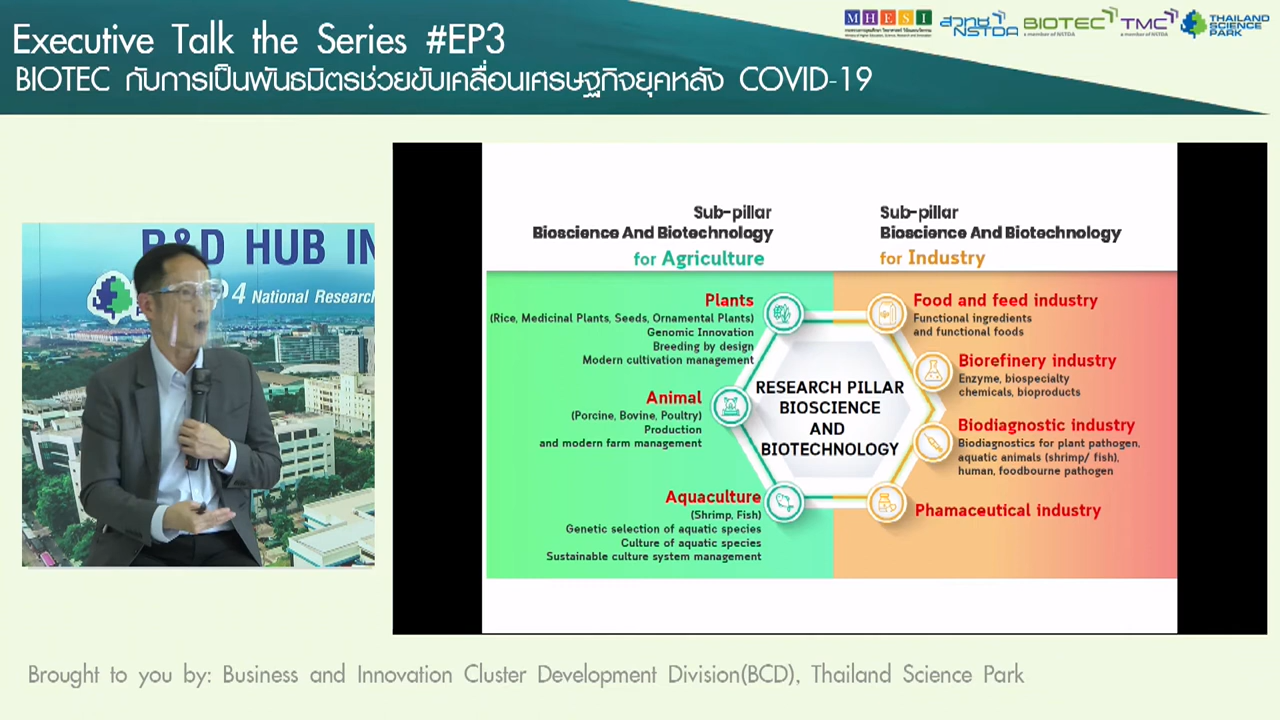 Executive Talk the Series #EP3
BIOTEC กับการเป็นพันธมิตรช่วยขับเคลื่อนเศรษฐกิจยุคหลัง COVID-19
MHESI
สวทช
NSTDA
BIOTEC
a member of NSTDA
TMC
a member of NSTDA
THAILAND
SCIENCE
PARK
R&D HUB IN
4 National Research
Sub-pillar
Bioscience And Biotechnology
for Agriculture
Sub-pillar
Bioscience And Biotechnology
for Industry
Plants
(Rice, Medicinal Plants, Seeds, Ornamental Plants)
Genomic Innovation
Breeding by design
Modern cultivation management
Animal
(Porcine, Bovine, Poultry)
Production
and modern farm management
Aquaculture
(Shrimp, Fish)
Genetic selection of aquatic species
Culture of aquatic species
Sustainable culture system management
RESEARCH PILLAR
BIOSCIENCE
AND
BIOTECHNOLOGY
Food and feed industry
Functional ingredients
and functional foods
Biorefinery industry
Enzyme, biospecialty
chemicals, bioproducts
Biodiagnostic industry
Biodiagnostics for plant pathogen,
aquatic animals (shrimp/ fish),
human, foodbourne pathogen
Phamaceutical industry
Brought to you by: Business and Innovation Cluster Development Division(BCD), Thailand Science Park